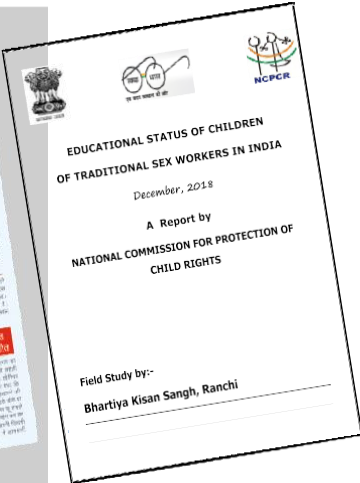 NCPCR
EDUCATIONAL STATUS OF CHILDREN
OF TRADITIONAL SEX WORKERS IN INDIA
December, 2018
A Report by
NATIONAL COMMISSION FOR PROTECTION OF
CHILD RIGHTS
Field Study by:-
Bhartiya Kisan Sangh, Ranchi